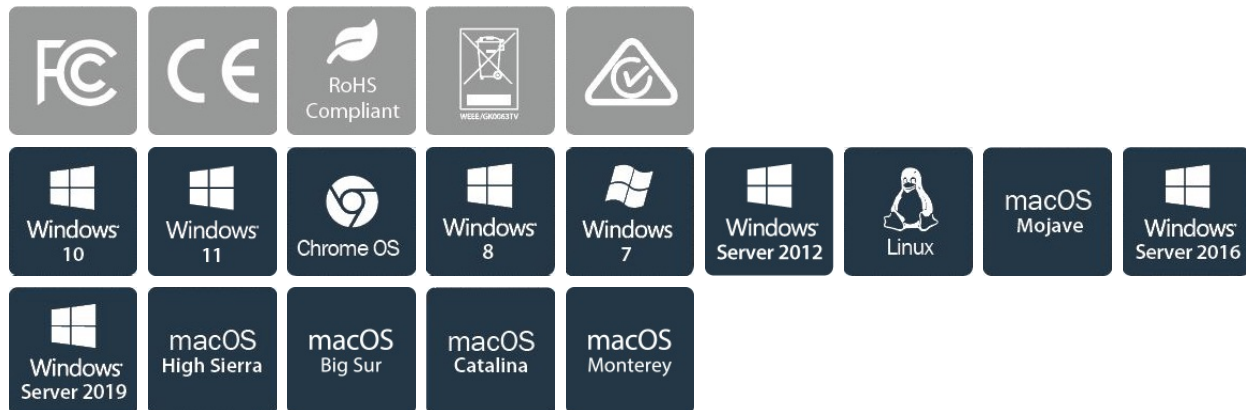 FC
CE
RoHS
Compliant
WEEE/GK0083TV
Windows
10
Windows
11
Chrome OS
Windows
8
Windows
7
Windows
Server 2012
Linux
macOS
Mojave
Windows
Server 2016
Windows
Server 2019
macOS
High Sierra
macOS
Big Sur
macOS
Catalina
macOS
Monterey